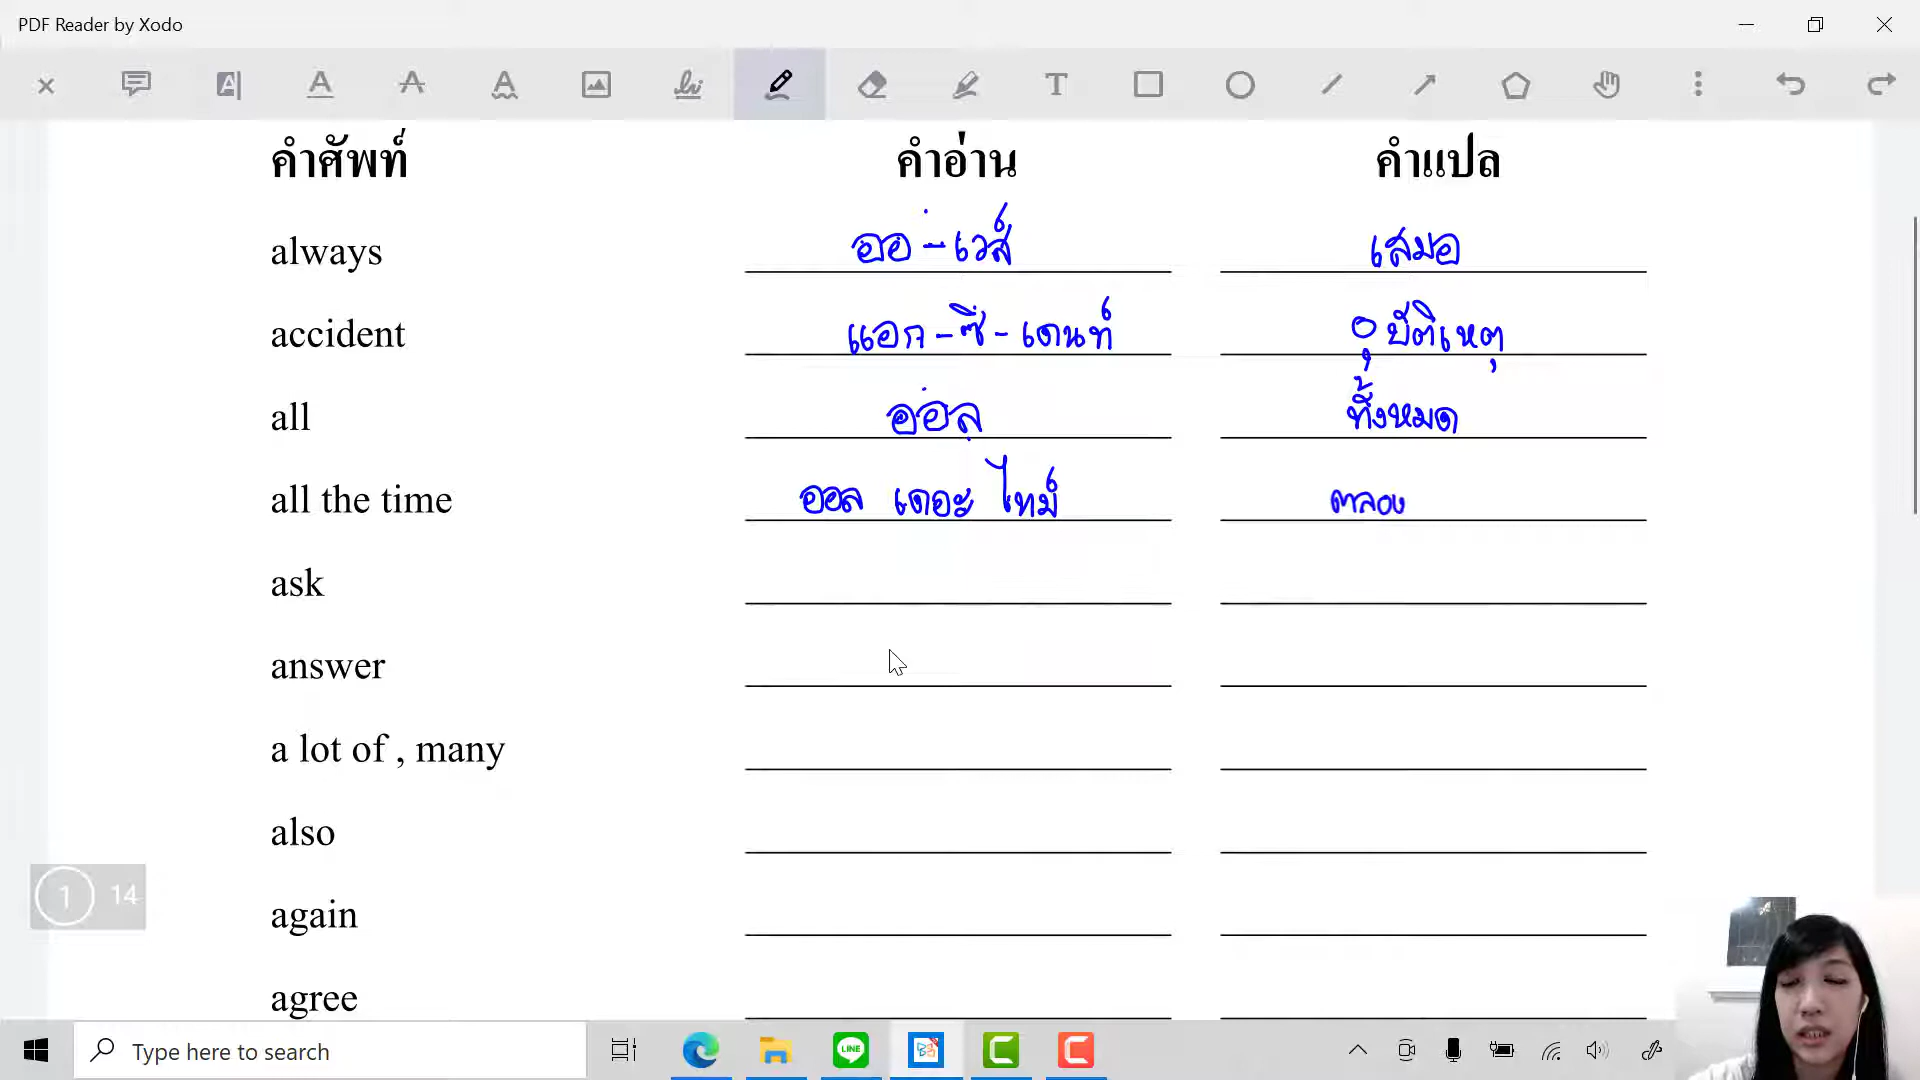 PDF Reader by Xodo
คำศัพท์ คำอ่าน คำแปล
always ออ-เวส์ เสมอ
accident แอก-ซิ-เดนท์ อุบัติเหตุ
all ออล ทั้งหมด
all the time ออล เดอะ ไทม์ ตลอด
ask
answer
a lot of , many
also
again
agree
1 14
Type here to search
LINE